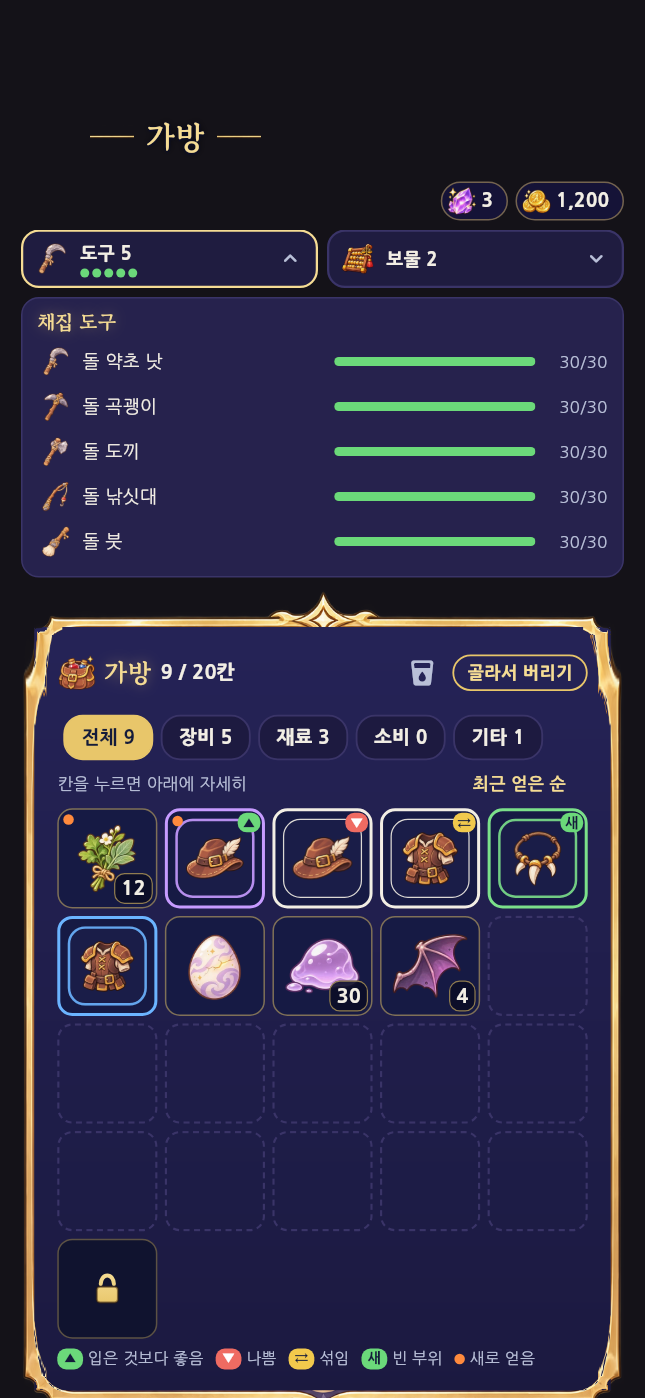 가방
3
1,200
도구 5
보물 2
채집 도구
돌 약초 낫 30/30
돌 곡괭이 30/30
돌 도끼 30/30
돌 낚싯대 30/30
돌 붓 30/30
가방 9 / 20칸 골라서 버리기
전체 9 장비 5 재료 3 소비 0 기타 1
칸을 누르면 아래에 자세히 최근 얻은 순
새
12
30
4
입은 것보다 좋음 나쁨 섞임 새 빈 부위 새로 얻음